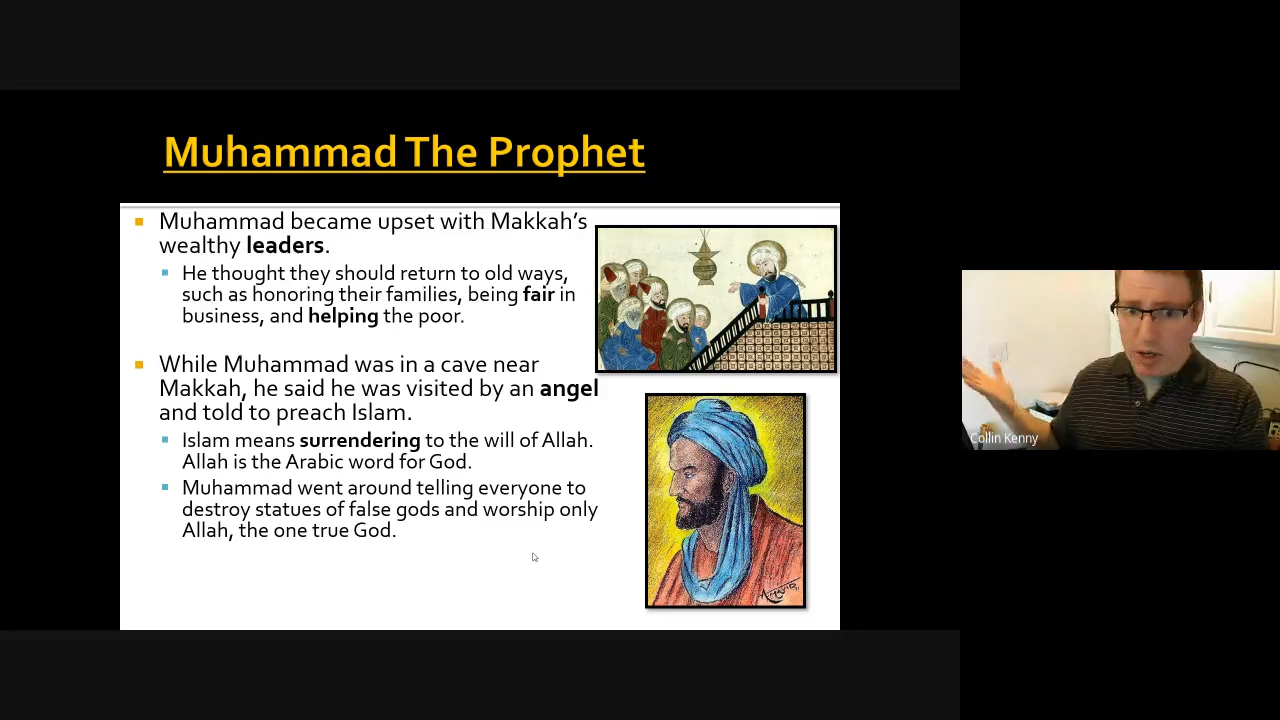 Muhammad The Prophet
Muhammad became upset with Makkah's
wealthy leaders.
He thought they should return to old ways,
such as honoring their families, being fair in
business, and helping the poor.
While Muhammad was in a cave near
Makkah, he said he was visited by an angel
and told to preach Islam.
Islam means surrendering to the will of Allah.
Allah is the Arabic word for God.
Muhammad went around telling everyone to
destroy statues of false gods and worship only
Allah, the one true God.
Collin Kenny